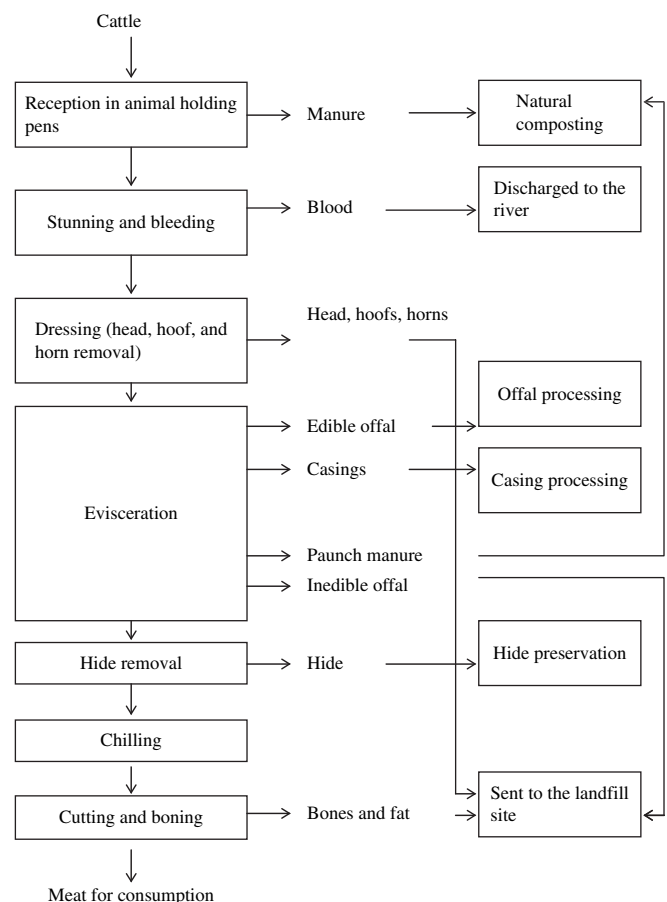 Cattle
Reception in animal holding
pens
Manure
Natural
composting
Stunning and bleeding
Blood
Discharged to the
river
Dressing (head, hoof, and
horn removal)
Head, hoofs, horns
Offal processing
Evisceration
Edible offal
Casings
Casing processing
Paunch manure
Inedible offal
Hide removal
Hide
Hide preservation
Chilling
Cutting and boning
Bones and fat
Sent to the landfill
site
Meat for consumption